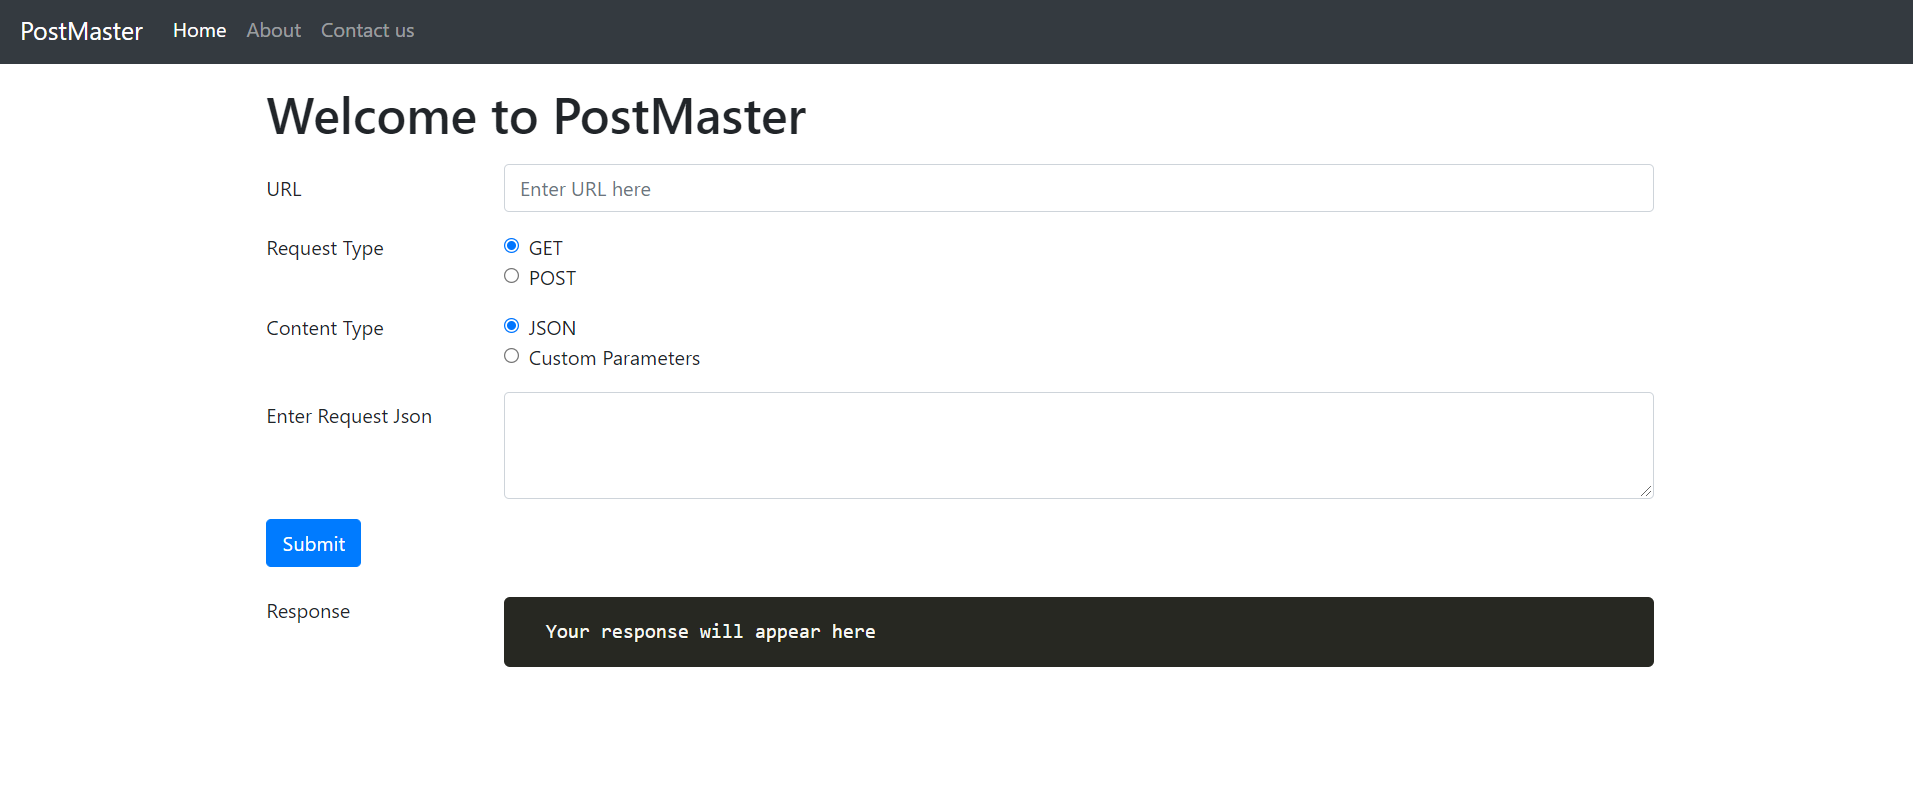 PostMaster Home About Contact us
Welcome to PostMaster
URL Enter URL here
Request Type GET
POST
Content Type JSON
Custom Parameters
Enter Request Json
Submit
Response Your response will appear here